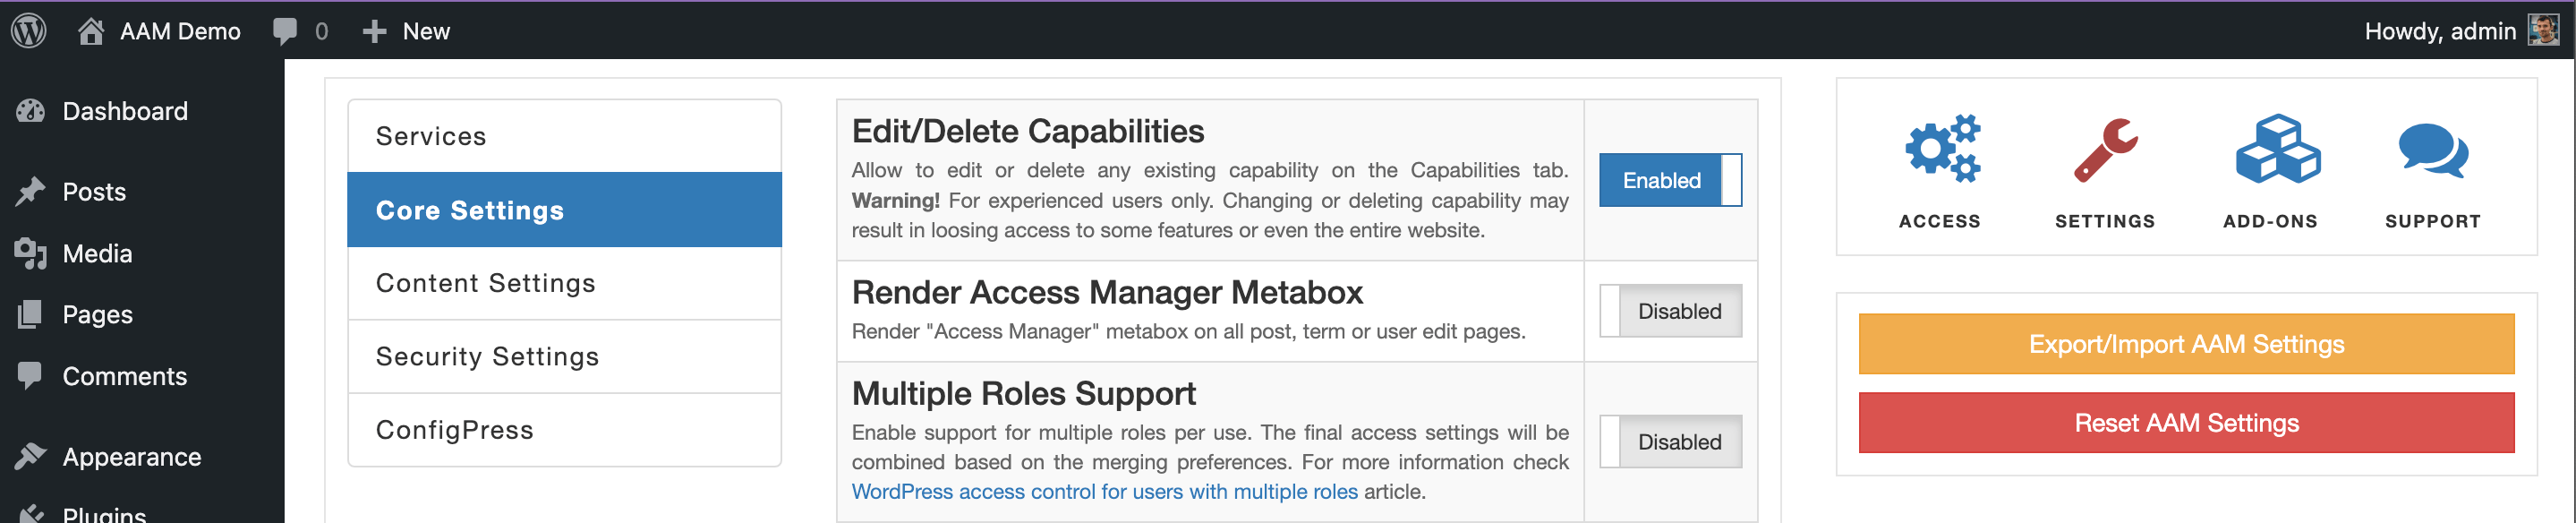 AAM Demo
0
New
Howdy, admin
Dashboard
Posts
Media
Pages
Comments
Appearance
Plugins
Services
Core Settings
Content Settings
Security Settings
ConfigPress
Edit/Delete Capabilities
Allow to edit or delete any existing capability on the Capabilities tab.
Warning! For experienced users only. Changing or deleting capability may
result in loosing access to some features or even the entire website.
Enabled
Render Access Manager Metabox
Render "Access Manager" metabox on all post, term or user edit pages.
Disabled
Multiple Roles Support
Enable support for multiple roles per use. The final access settings will be
combined based on the merging preferences. For more information check
WordPress access control for users with multiple roles article.
Disabled
ACCESS
SETTINGS
ADD-ONS
SUPPORT
Export/Import AAM Settings
Reset AAM Settings